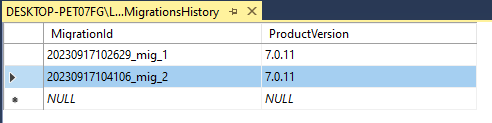 DESKTOP-PET07FG\L...MigrationsHistory
MigrationId ProductVersion
20230917102629_mig_1 7.0.11
20230917104106_mig_2 7.0.11
NULL NULL